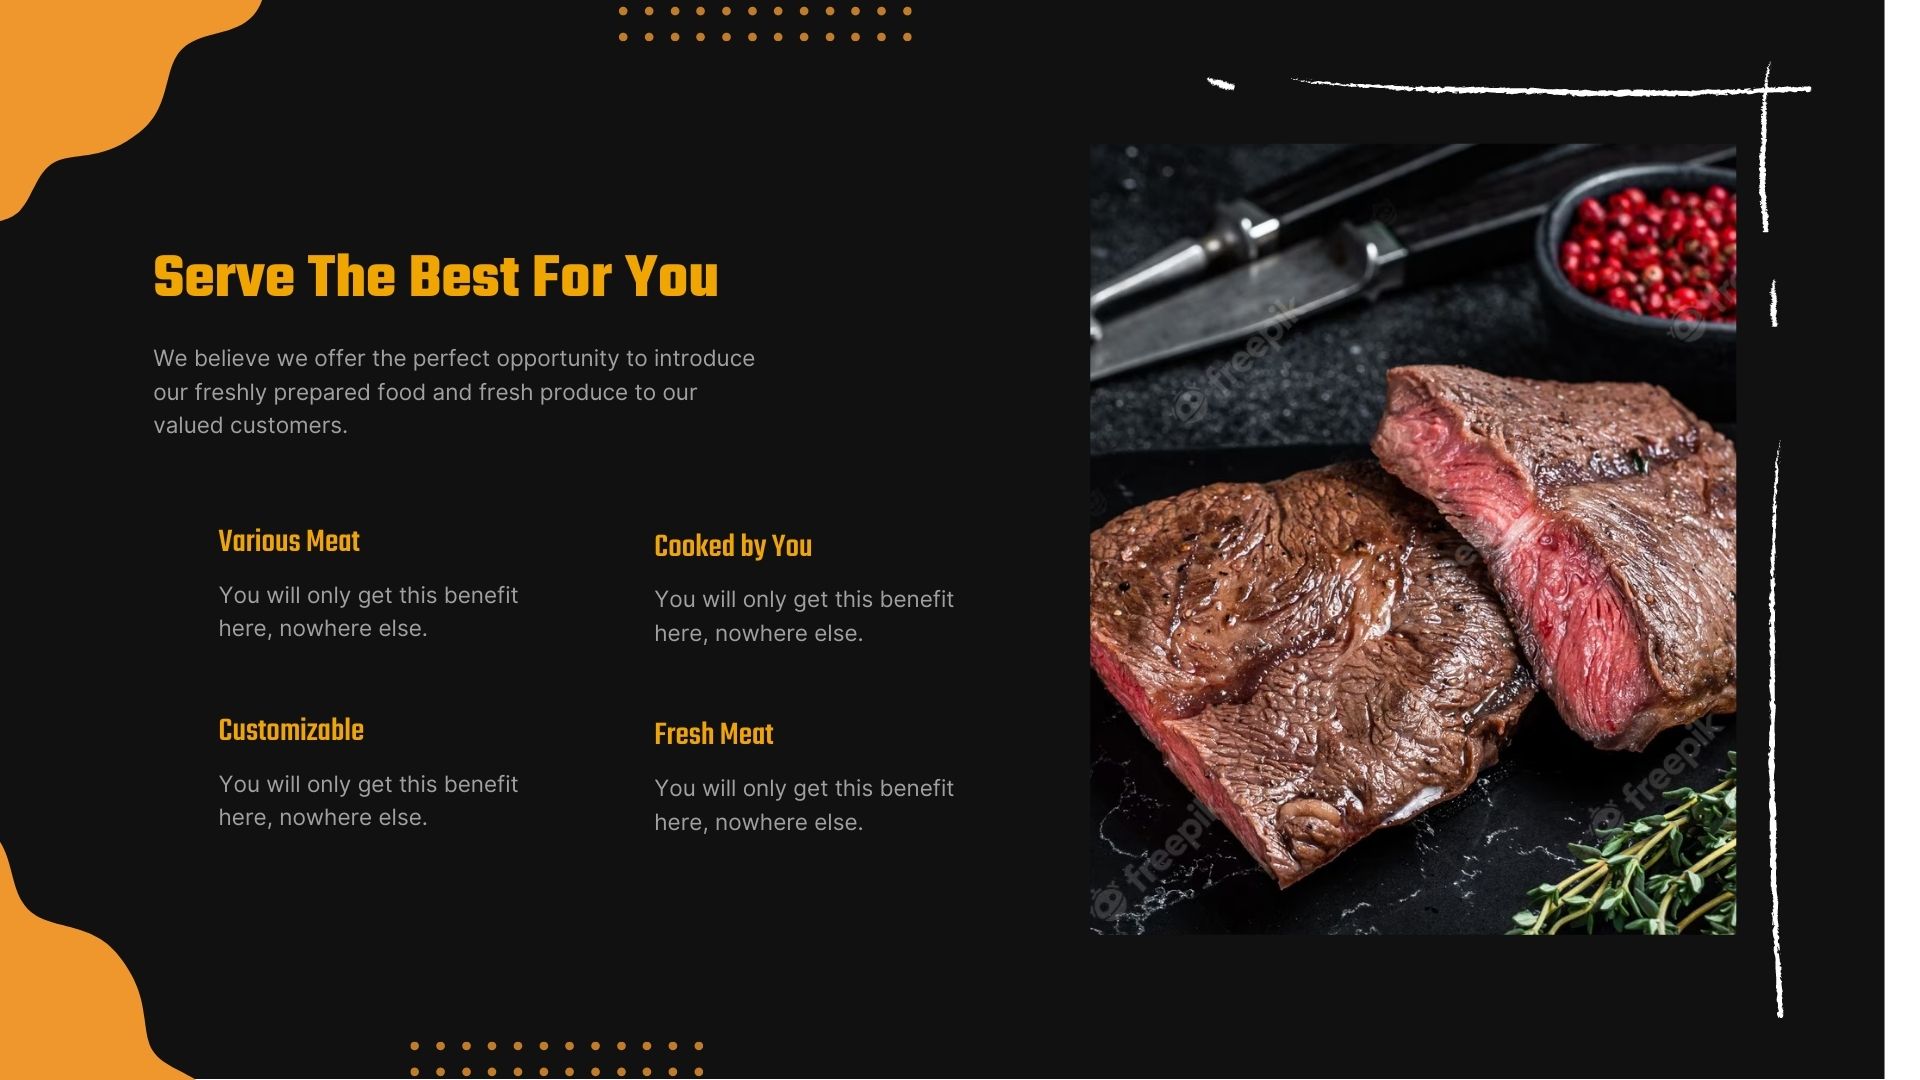 Serve The Best For You
We believe we offer the perfect opportunity to introduce
our freshly prepared food and fresh produce to our
valued customers.
Various Meat
You will only get this benefit
here, nowhere else.
Cooked by You
You will only get this benefit
here, nowhere else.
Customizable
You will only get this benefit
here, nowhere else.
Fresh Meat
You will only get this benefit
here, nowhere else.
freepik
freepik
freepik